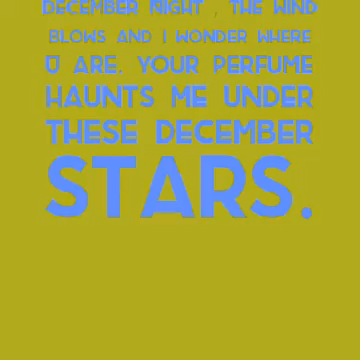 DECEMBER NIGHT , THE WIND
BLOWS AND I WONDER WHERE
U ARE. YOUR PERFUME
HAUNTS ME UNDER
THESE DECEMBER
STARS.